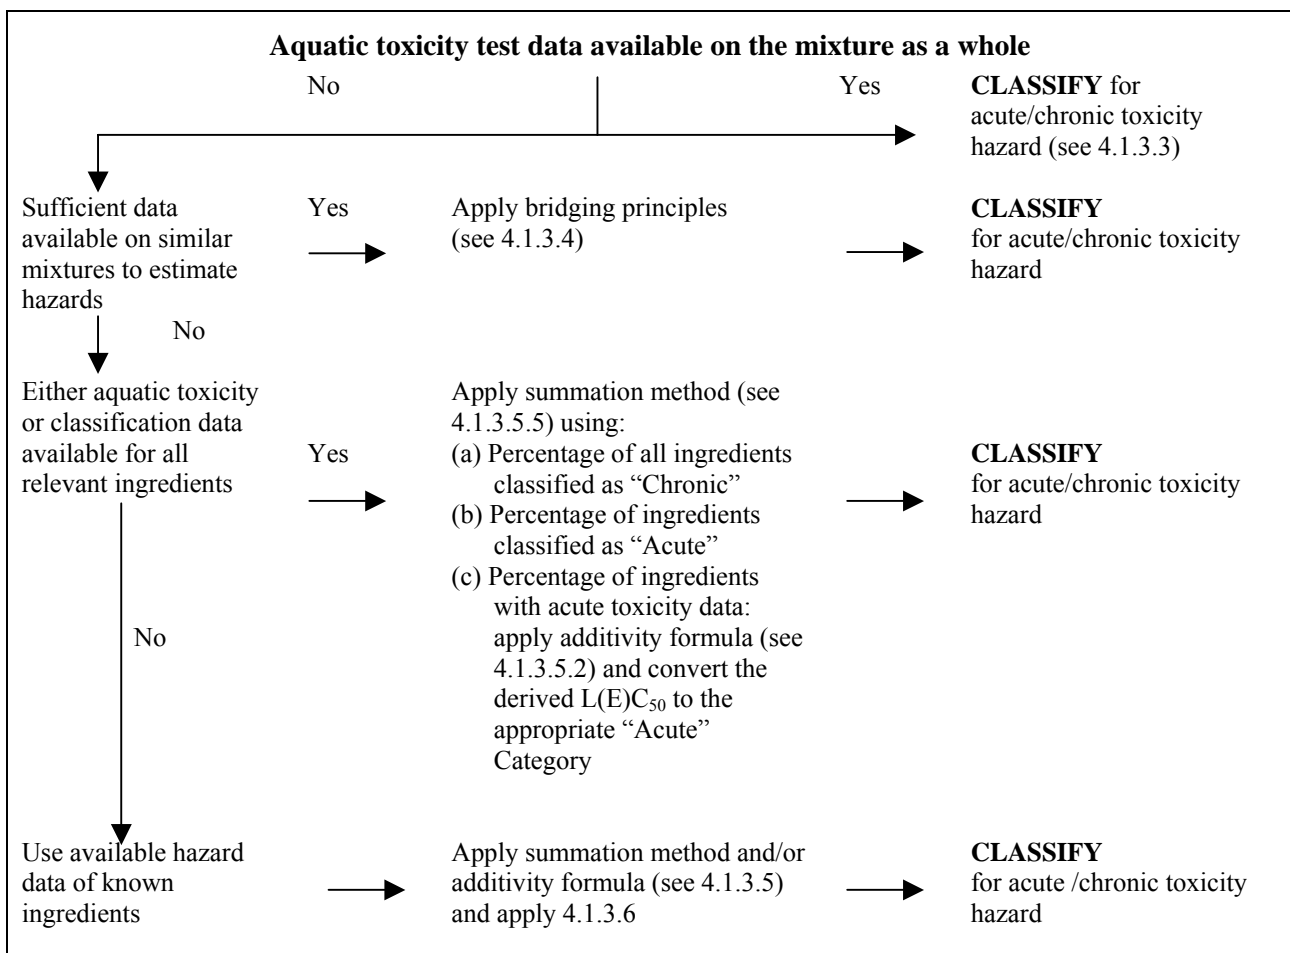 Aquatic toxicity test data available on the mixture as a whole
No
Yes
CLASSIFY for
acute/chronic toxicity
hazard (see 4.1.3.3)
Sufficient data
available on similar
mixtures to estimate
hazards
Yes
Apply bridging principles
(see 4.1.3.4)
CLASSIFY
for acute/chronic toxicity
hazard
No
Either aquatic toxicity
or classification data
available for all
relevant ingredients
Yes
Apply summation method (see
4.1.3.5.5) using:
(a) Percentage of all ingredients
classified as “Chronic”
(b) Percentage of ingredients
classified as “Acute”
(c) Percentage of ingredients
with acute toxicity data:
apply additivity formula (see
4.1.3.5.2) and convert the
derived L(E)C₅₀ to the
appropriate “Acute”
Category
CLASSIFY
for acute/chronic toxicity
hazard
No
Use available hazard
data of known
ingredients
Apply summation method and/or
additivity formula (see 4.1.3.5)
and apply 4.1.3.6
CLASSIFY
for acute /chronic toxicity
hazard